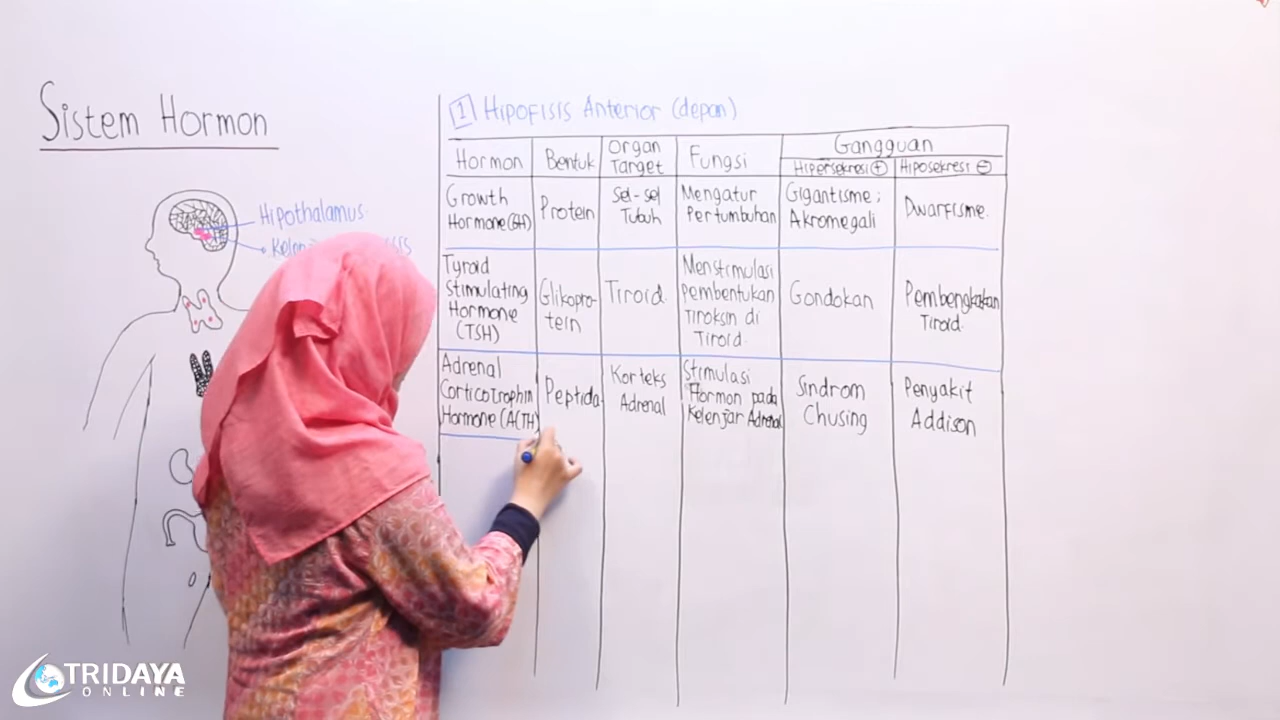 Sistem Hormon
Hipothalamus
1 Hipofisis Anterior (depan)
Hormon
Bentuk
Organ
Target
Fungsi
Gangguan
Hipersekresi +
Hiposekresi -
Growth
Hormone (GH)
Protein
Sel-sel
Tubuh
Mengatur
Pertumbuhan
Gigantisme;
Akromegali
Dwarfisme.
Tyroid
Stimulating
Hormone
(TSH)
Glikopro-
tein
Tiroid.
Menstimulasi
pembentukan
Tiroksin di
Tiroid.
Gondokan
Pembengkakan
Tiroid.
Adrenal
Corticotrophin
Hormone (ACTH)
Peptida
Korteks
Adrenal
Stimulasi
Hormon pada
Kelenjar Adrenal
Sindrom
Chusing
Penyakit
Addison
TRIDAYA
ONLINE